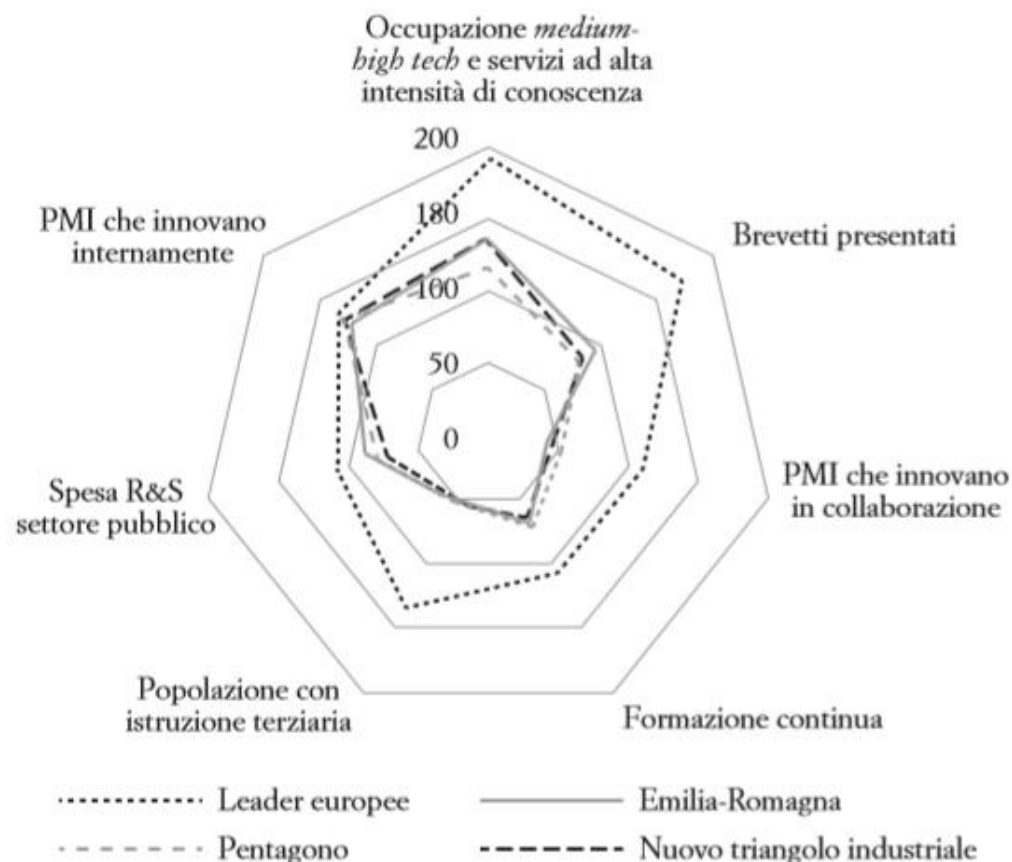 Occupazione medium-
high tech e servizi ad alta
intensità di conoscenza
200
180
100
50
0
PMI che innovano
internamente
Brevetti presentati
Spesa R&S
settore pubblico
PMI che innovano
in collaborazione
Popolazione con
istruzione terziaria
Formazione continua
Leader europee
Emilia-Romagna
Pentagono
Nuovo triangolo industriale